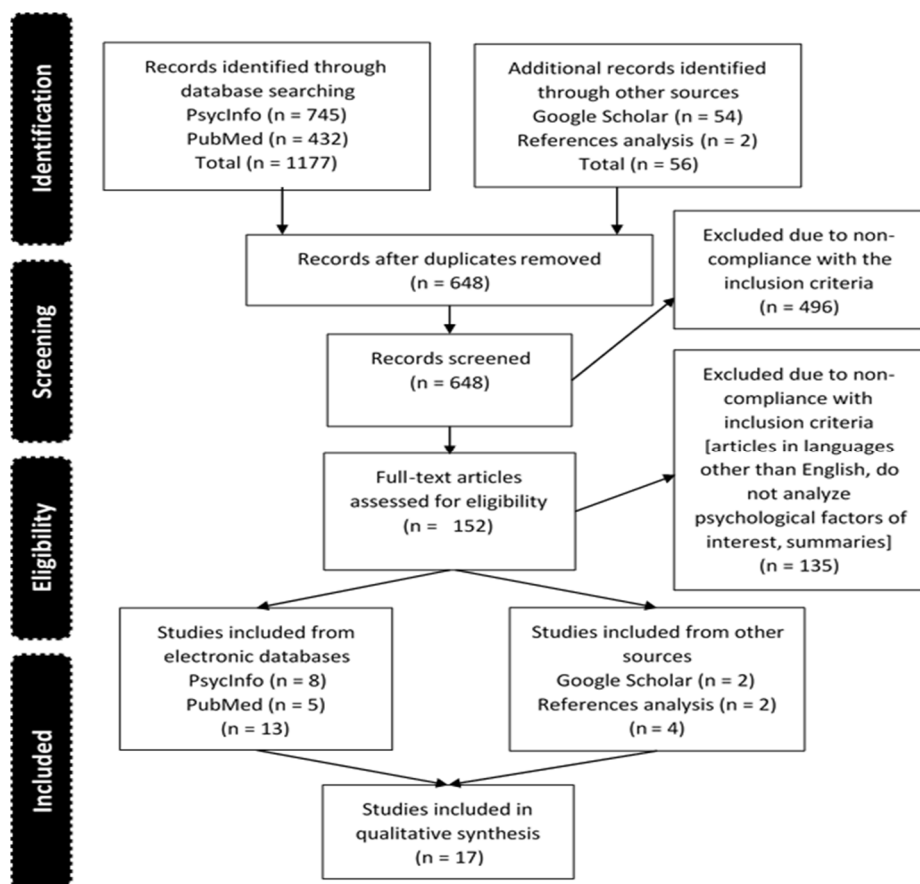 Identification
Records identified through
database searching
PsycInfo (n = 745)
PubMed (n = 432)
Total (n = 1177)
Additional records identified
through other sources
Google Scholar (n = 54)
References analysis (n = 2)
Total (n = 56)
Records after duplicates removed
(n = 648)
Excluded due to non-
compliance with the
inclusion criteria
(n = 496)
Screening
Records screened
(n = 648)
Excluded due to non-
compliance with
inclusion criteria
[articles in languages
other than English, do
not analyze
psychological factors of
interest, summaries]
(n = 135)
Eligibility
Full-text articles
assessed for eligibility
(n = 152)
Studies included from
electronic databases
PsycInfo (n = 8)
PubMed (n = 5)
(n = 13)
Studies included from other
sources
Google Scholar (n = 2)
References analysis (n = 2)
(n = 4)
Included
Studies included in
qualitative synthesis
(n = 17)